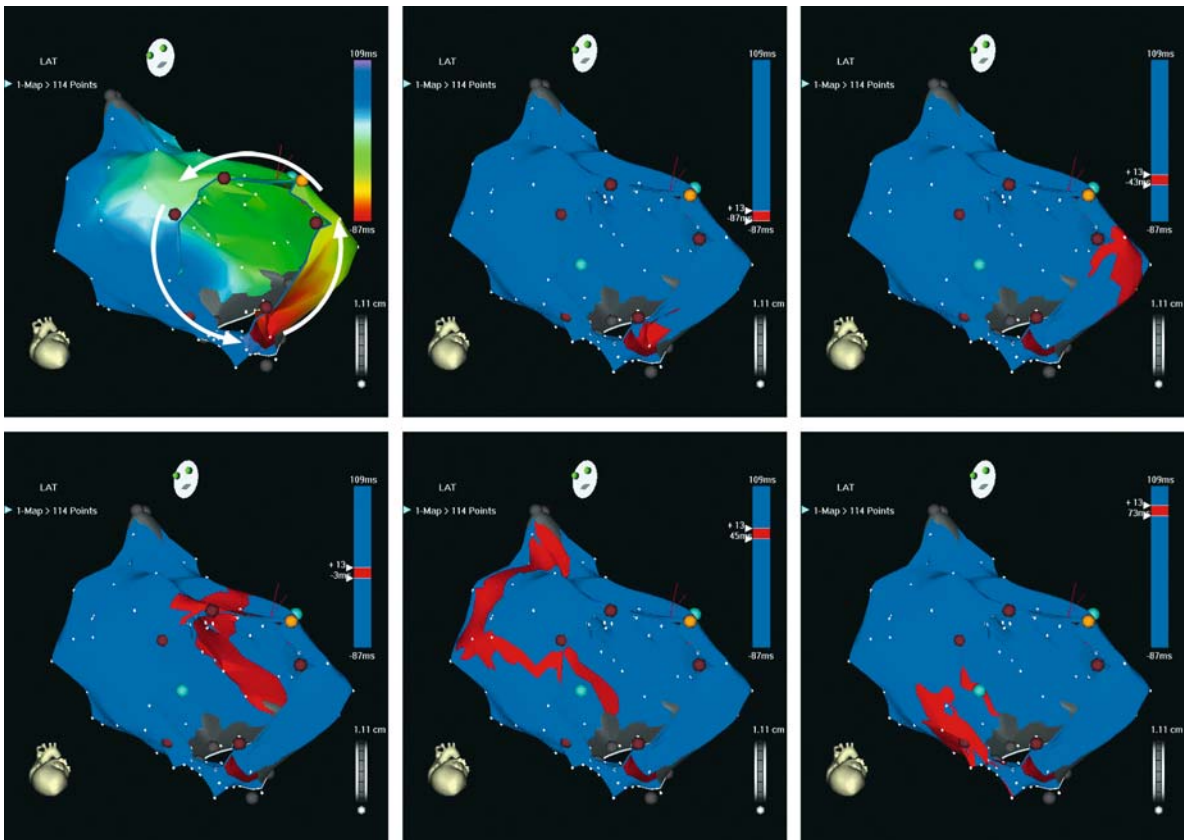 LAT
109ms
1-Map > 114 Points
-87ms
1.11 cm
LAT
109ms
1-Map > 114 Points
+ 13
-87ms
-87ms
1.11 cm
LAT
109ms
1-Map > 114 Points
+ 13
-43ms
-87ms
1.11 cm
LAT
109ms
1-Map > 114 Points
+ 13
-3ms
-87ms
1.11 cm
LAT
109ms
1-Map > 114 Points
+ 13
45ms
-87ms
1.11 cm
LAT
109ms
1-Map > 114 Points
+ 13
73ms
-87ms
1.11 cm